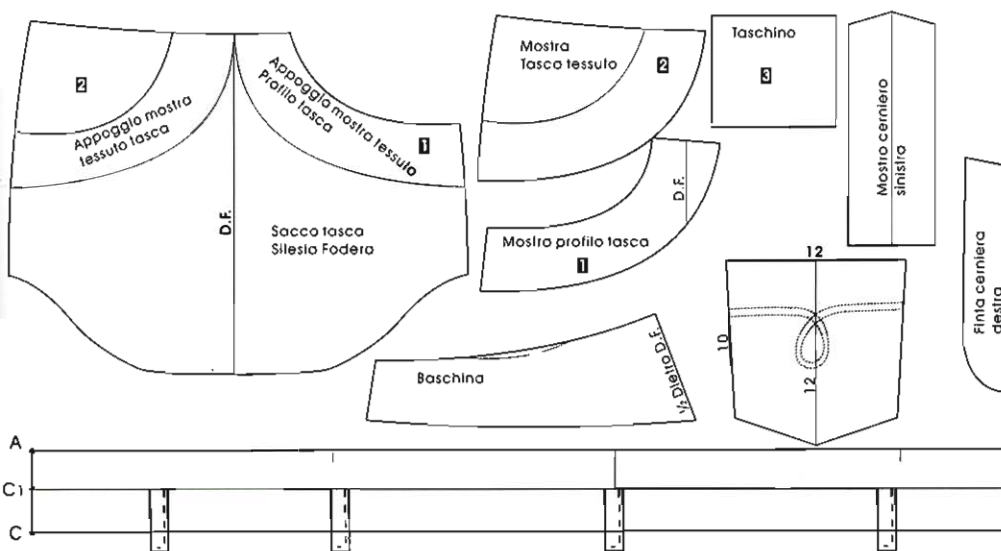 2
Appoggio mostra
tessuto tasca
Appoggio mostra tessuto
Profilo tasca
1
D.F.
Sacco tasca
Silesia Fodera
Mostra
Tasca tessuto
2
Taschino
3
Mostra cerniera
sinistra
D.F.
Mostra profilo tasca
1
12
10
12
Finta cerniera
destra
Baschina
1/2 Dietro D.F.
A
C1
C